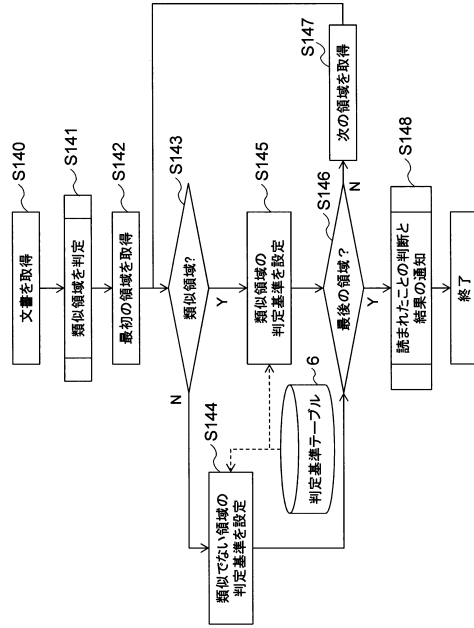 S140
文書を取得
S141
類似領域を判定
S142
最初の領域を取得
S143
類似領域?
N
Y
S144
類似でない領域の
判定基準を設定
S145
類似領域の
判定基準を設定
6
判定基準テーブル
S146
最後の領域?
N
Y
S147
次の領域を取得
S148
読まれたことの判断と
結果の通知
終了